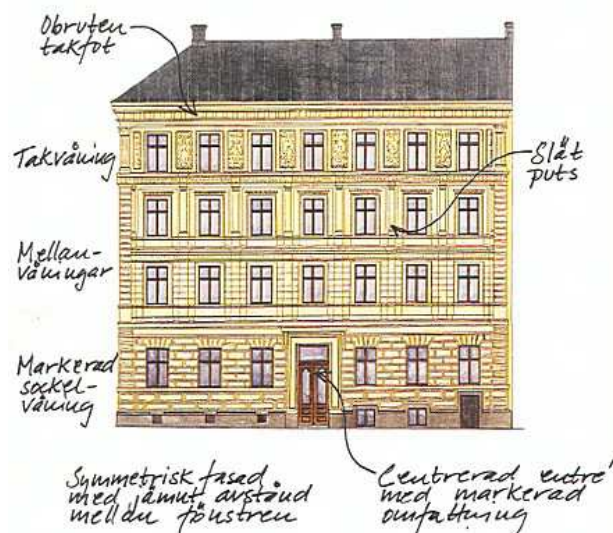 Obruten
takfot
Takvåning
Slät
puts
Mellan-
våningar
Markerad
sockel-
våning
Symmetrisk fasad
med jämnt avstånd
mellan fönstren
Centrerad entré
med markerad
omfattning